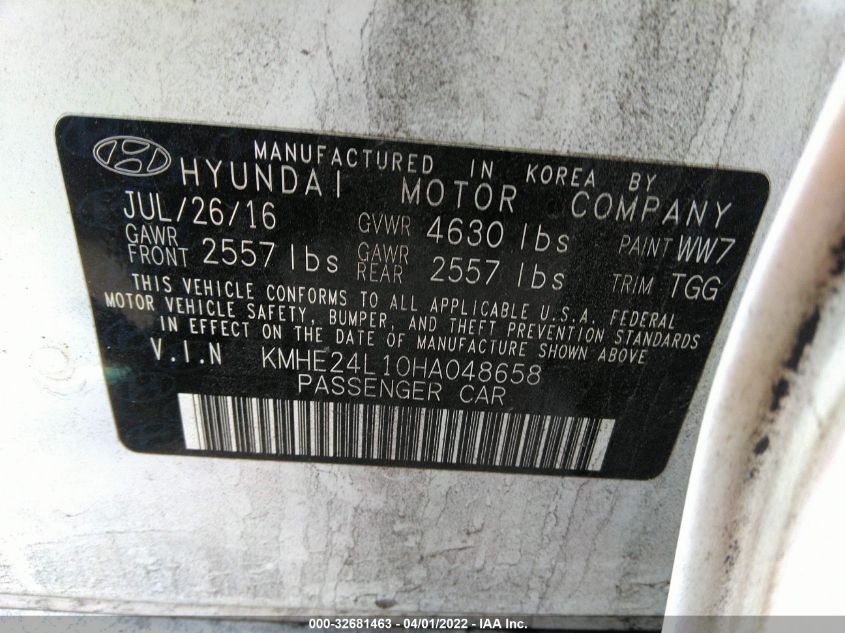 MANUFACTURED IN KOREA BY
HYUNDAI MOTOR COMPANY
JUL/26/16 GVWR 4630 lbs PAINT WW7
GAWR FRONT 2557 lbs GAWR REAR 2557 lbs TRIM TGG
THIS VEHICLE CONFORMS TO ALL APPLICABLE U.S.A. FEDERAL
MOTOR VEHICLE SAFETY, BUMPER, AND THEFT PREVENTION STANDARDS
IN EFFECT ON THE DATE OF MANUFACTURE SHOWN ABOVE
V.I.N KMHE24L10HA048658
PASSENGER CAR
000-32681463 - 04/01/2022 - IAA Inc.